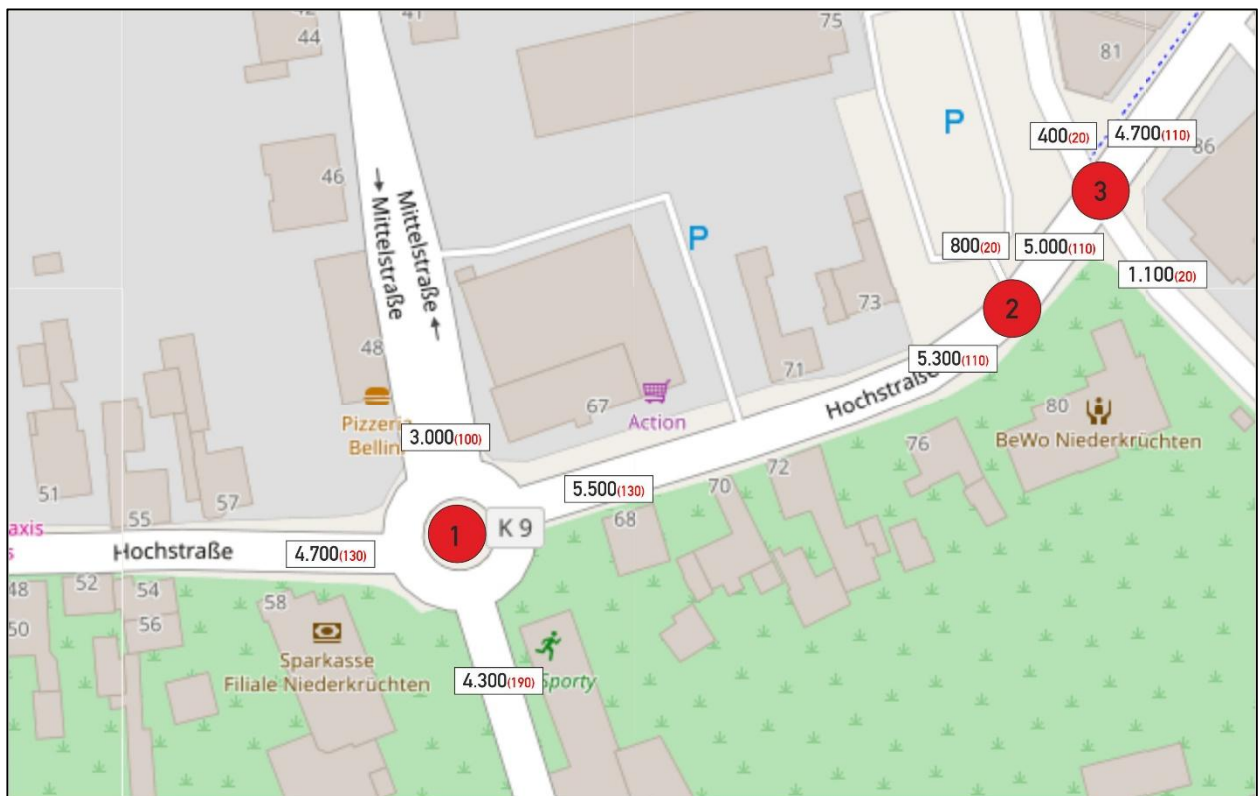 42
41
44
75
81
P
400(20)
4.700(110)
46
86
→ Mittelstraße
Mittelstraße ←
3
P
800(20)
5.000(110)
1.100(20)
73
2
48
71
5.300(110)
Hochstraße
67
Action
80
Pizzeria
Bellin
3.000(100)
BeWo Niederkrüchten
76
72
51
57
5.500(130)
70
55
68
axis
s
1
K 9
Hochstraße
4.700(130)
48
52
54
58
50
56
Sparkasse
Filiale Niederkrüchten
4.300(190)
Sporty